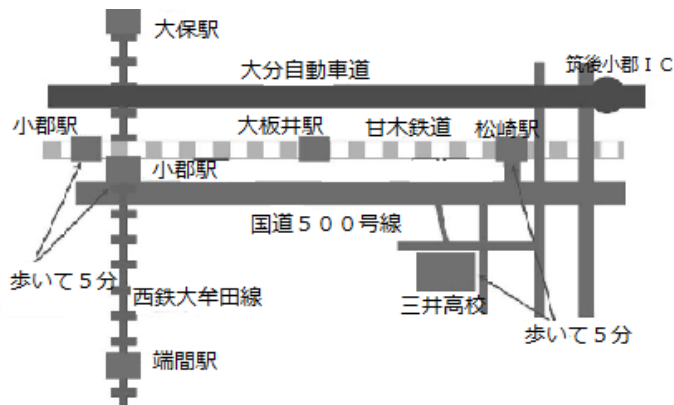 大保駅
大分自動車道
筑後小郡ＩＣ
小郡駅
大板井駅
甘木鉄道
松崎駅
小郡駅
国道５００号線
歩いて５分
西鉄大牟田線
三井高校
歩いて５分
端間駅